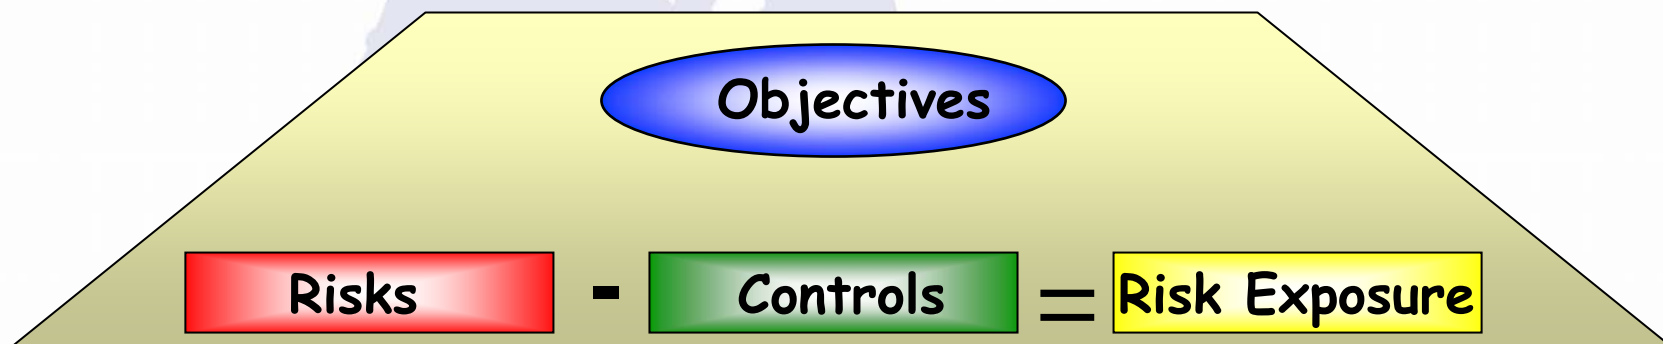 Objectives
Risks - Controls = Risk Exposure